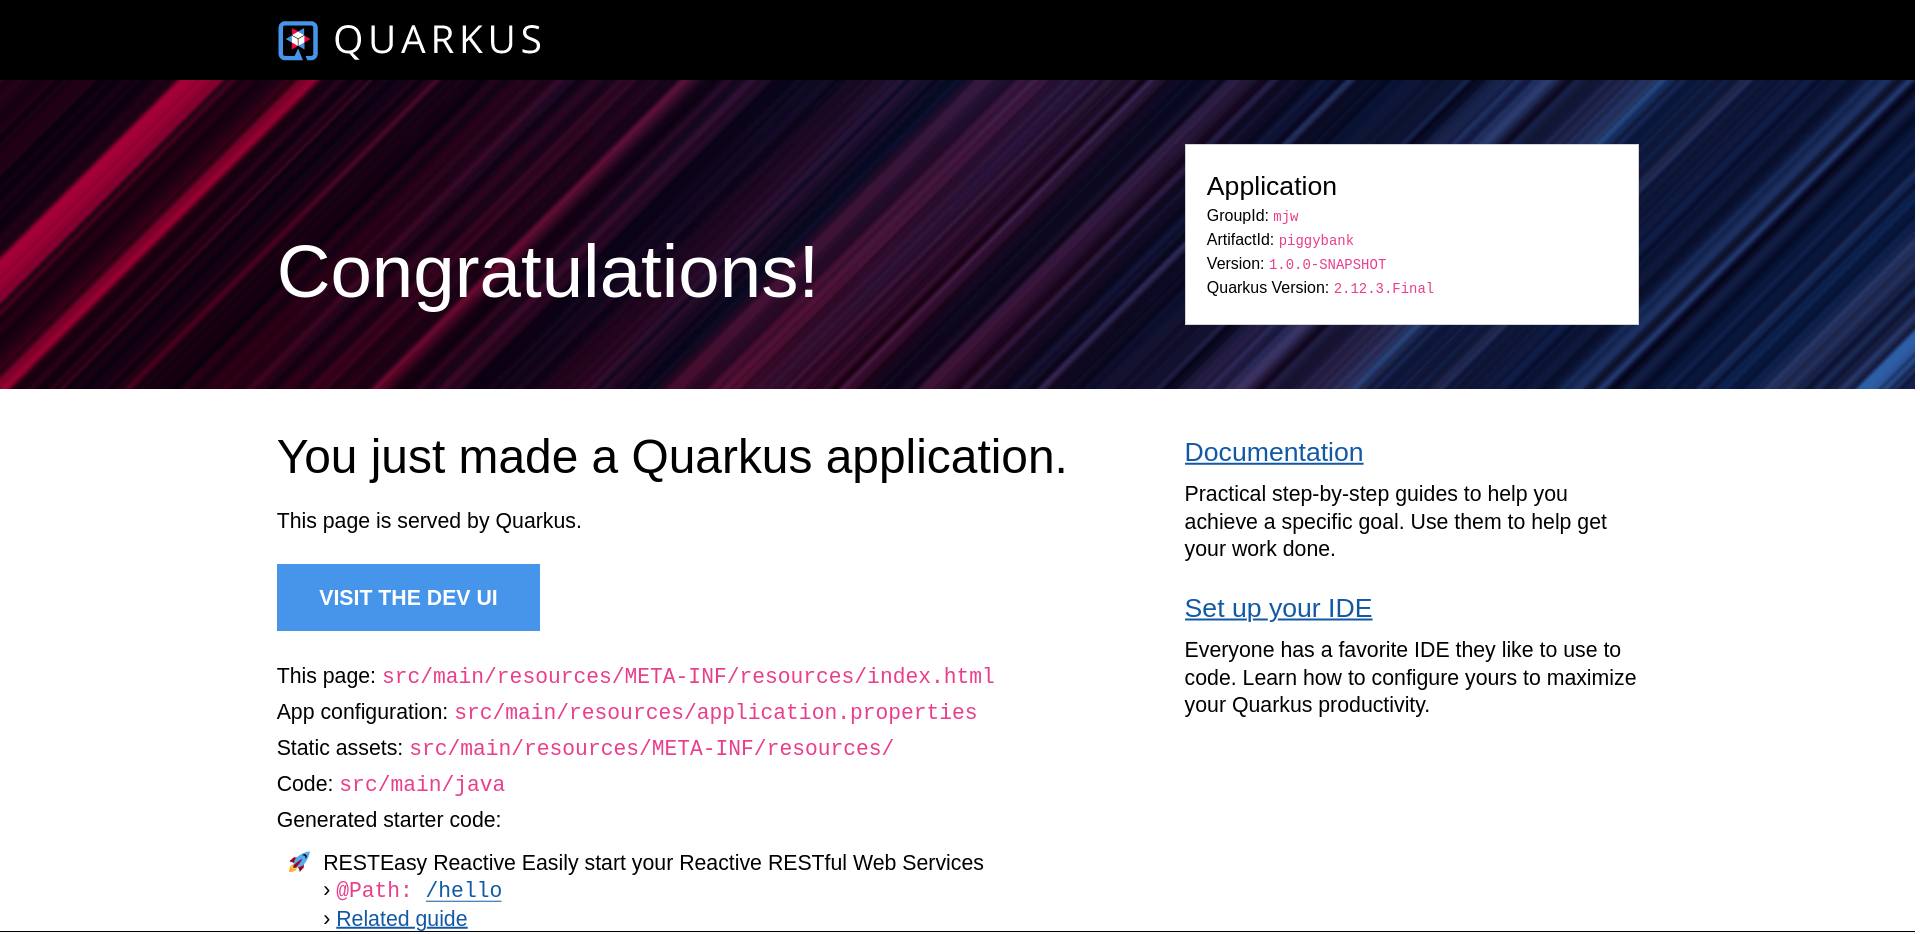 QUARKUS
Congratulations!
Application
GroupId: mjw
ArtifactId: piggybank
Version: 1.0.0-SNAPSHOT
Quarkus Version: 2.12.3.Final
You just made a Quarkus application.
This page is served by Quarkus.
VISIT THE DEV UI
This page: src/main/resources/META-INF/resources/index.html
App configuration: src/main/resources/application.properties
Static assets: src/main/resources/META-INF/resources/
Code: src/main/java
Generated starter code:
🚀 RESTEasy Reactive Easily start your Reactive RESTful Web Services
› @Path: /hello
› Related guide
Documentation
Practical step-by-step guides to help you
achieve a specific goal. Use them to help get
your work done.
Set up your IDE
Everyone has a favorite IDE they like to use to
code. Learn how to configure yours to maximize
your Quarkus productivity.